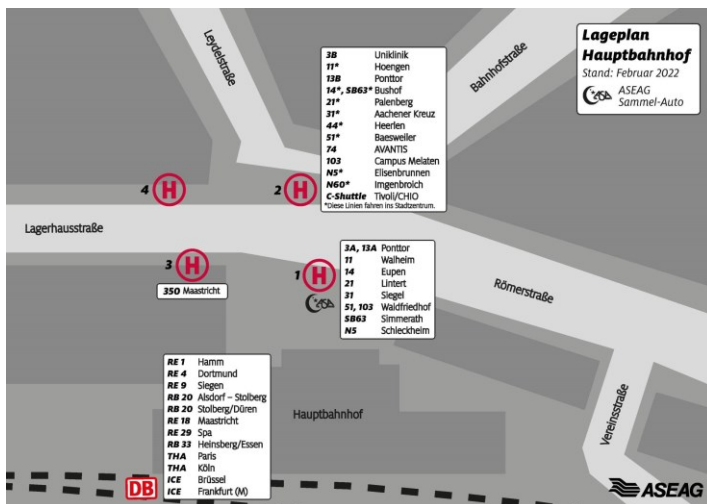 Lageplan
Hauptbahnhof
Stand: Februar 2022
ASEAG
Sammel-Auto
Leydelstraße
Bahnhofstraße
3B Uniklinik
11* Hoengen
13B Ponttor
14*, SB63* Bushof
21* Palenberg
31* Aachener Kreuz
44* Heerlen
51* Baesweiler
74 AVANTIS
103 Campus Melaten
N5* Elisenbrunnen
N60* Imgenbroich
C-Shuttle Tivoli/CHIO
*Diese Linien fahren ins Stadtzentrum.
4 H
2 H
Lagerhausstraße
3 H
350 Maastricht
1 H
3A, 13A Ponttor
11 Walheim
14 Eupen
21 Lintert
31 Siegel
51, 103 Waldfriedhof
SB63 Simmerath
N5 Schleckheim
Römerstraße
Vereinsstraße
RE 1 Hamm
RE 4 Dortmund
RE 9 Siegen
RB 20 Alsdorf – Stolberg
RB 20 Stolberg/Düren
RE 18 Maastricht
RE 29 Spa
RB 33 Heinsberg/Essen
THA Paris
THA Köln
ICE Brüssel
ICE Frankfurt (M)
Hauptbahnhof
DB
ASEAG